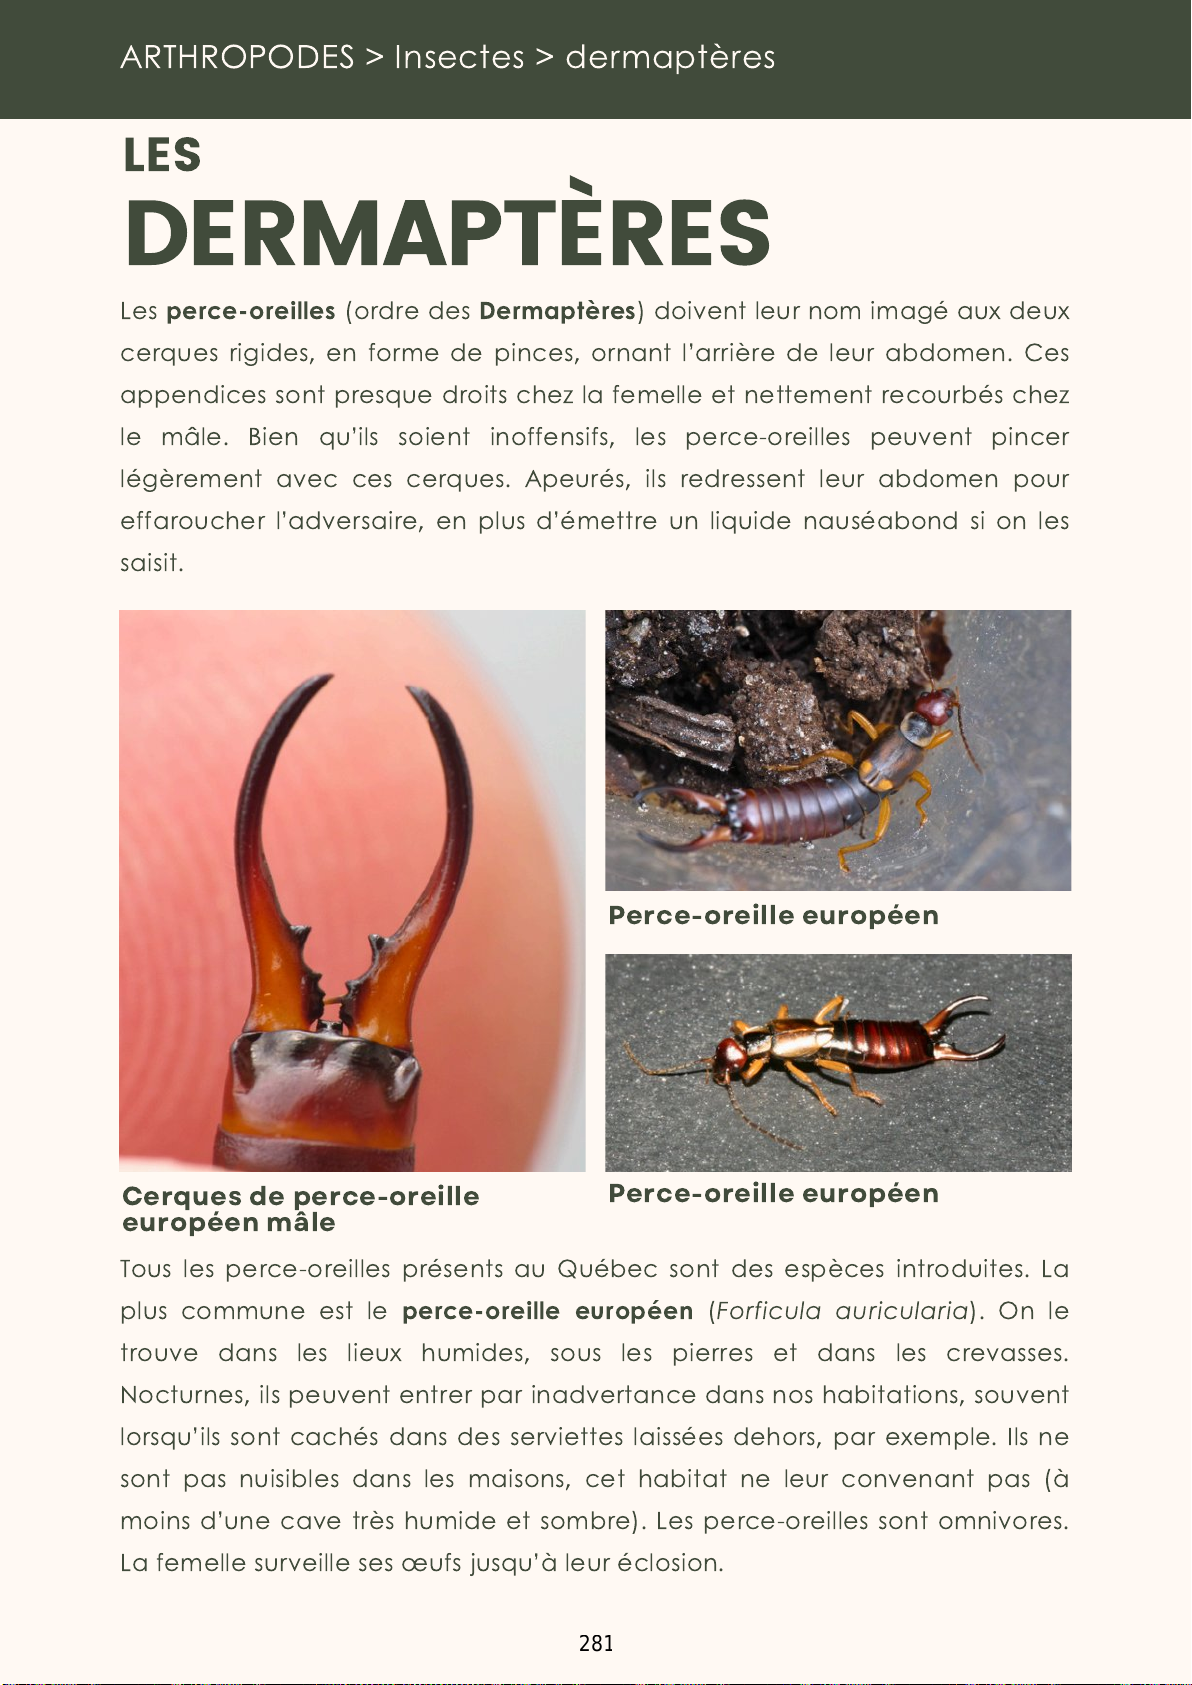 ARTHROPODES > Insectes > dermaptères
LES
DERMAPTÈRES
Les perce-oreilles (ordre des Dermaptères) doivent leur nom imagé aux deux
cerques rigides, en forme de pinces, ornant l’arrière de leur abdomen. Ces
appendices sont presque droits chez la femelle et nettement recourbés chez
le mâle. Bien qu’ils soient inoffensifs, les perce-oreilles peuvent pincer
légèrement avec ces cerques. Apeurés, ils redressent leur abdomen pour
effaroucher l’adversaire, en plus d’émettre un liquide nauséabond si on les
saisit.
Perce-oreille européen
Cerques de perce-oreille
européen mâle
Perce-oreille européen
Tous les perce-oreilles présents au Québec sont des espèces introduites. La
plus commune est le perce-oreille européen (Forficula auricularia). On le
trouve dans les lieux humides, sous les pierres et dans les crevasses.
Nocturnes, ils peuvent entrer par inadvertance dans nos habitations, souvent
lorsqu’ils sont cachés dans des serviettes laissées dehors, par exemple. Ils ne
sont pas nuisibles dans les maisons, cet habitat ne leur convenant pas (à
moins d’une cave très humide et sombre). Les perce-oreilles sont omnivores.
La femelle surveille ses œufs jusqu’à leur éclosion.
281